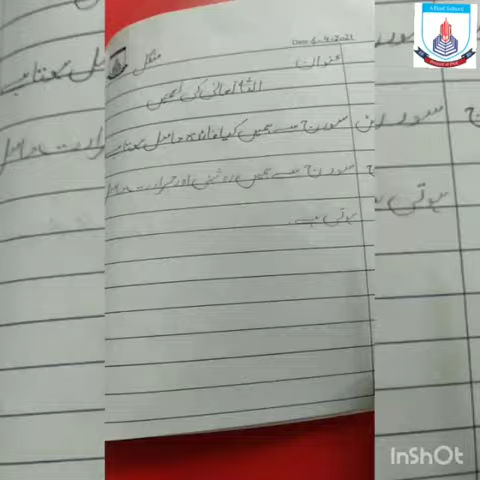 Date 6-4-2021
منگل
عنوان
اللہ تعالیٰ کی نعمتیں
س سورج سے ہمیں کیا فائدہ حاصل ہوتا ہے
ج سورج سے ہمیں روشنی اور حرارت حاصل
ہوتی ہے
InShOt